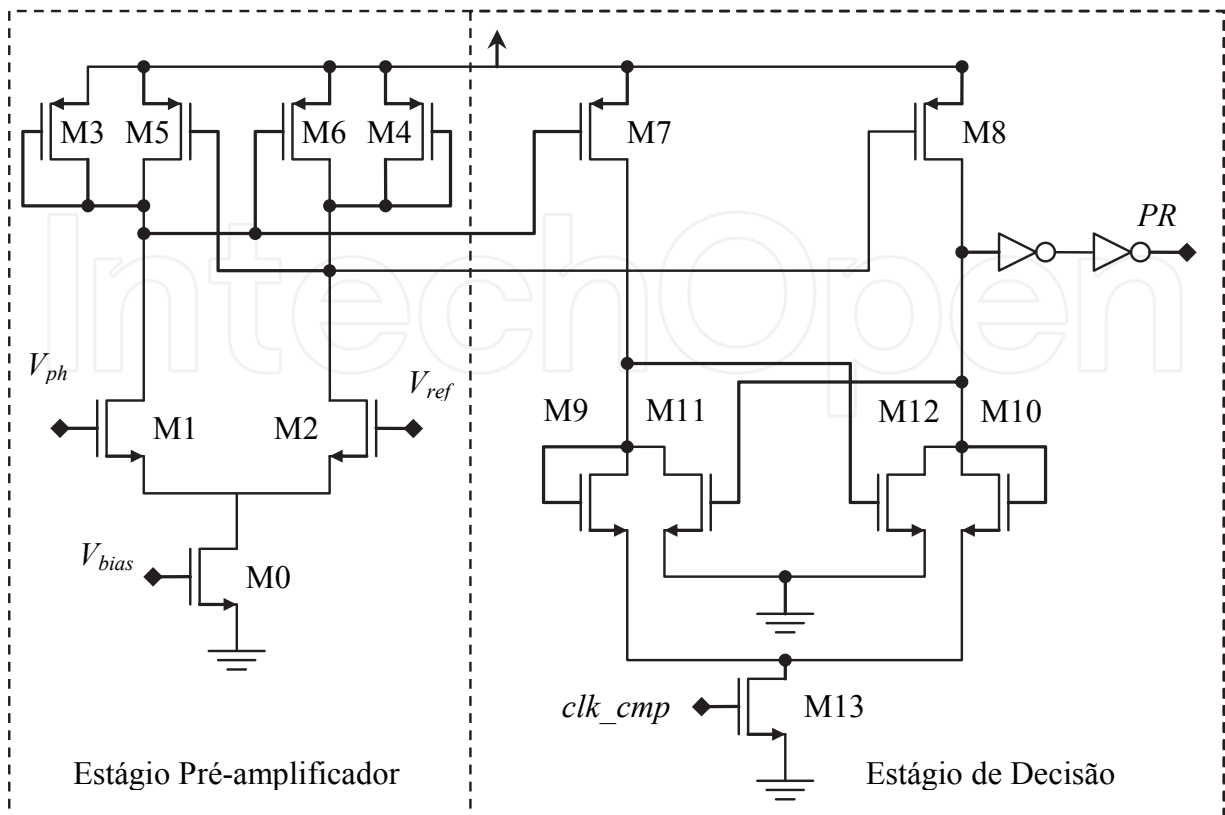 M3 M5 M6 M4 M7 M8
PR
IntechOpen
V_ph
V_ref
M9 M11 M12 M10
M1 M2
V_bias
M0
clk_cmp
M13
Estágio Pré-amplificador
Estágio de Decisão